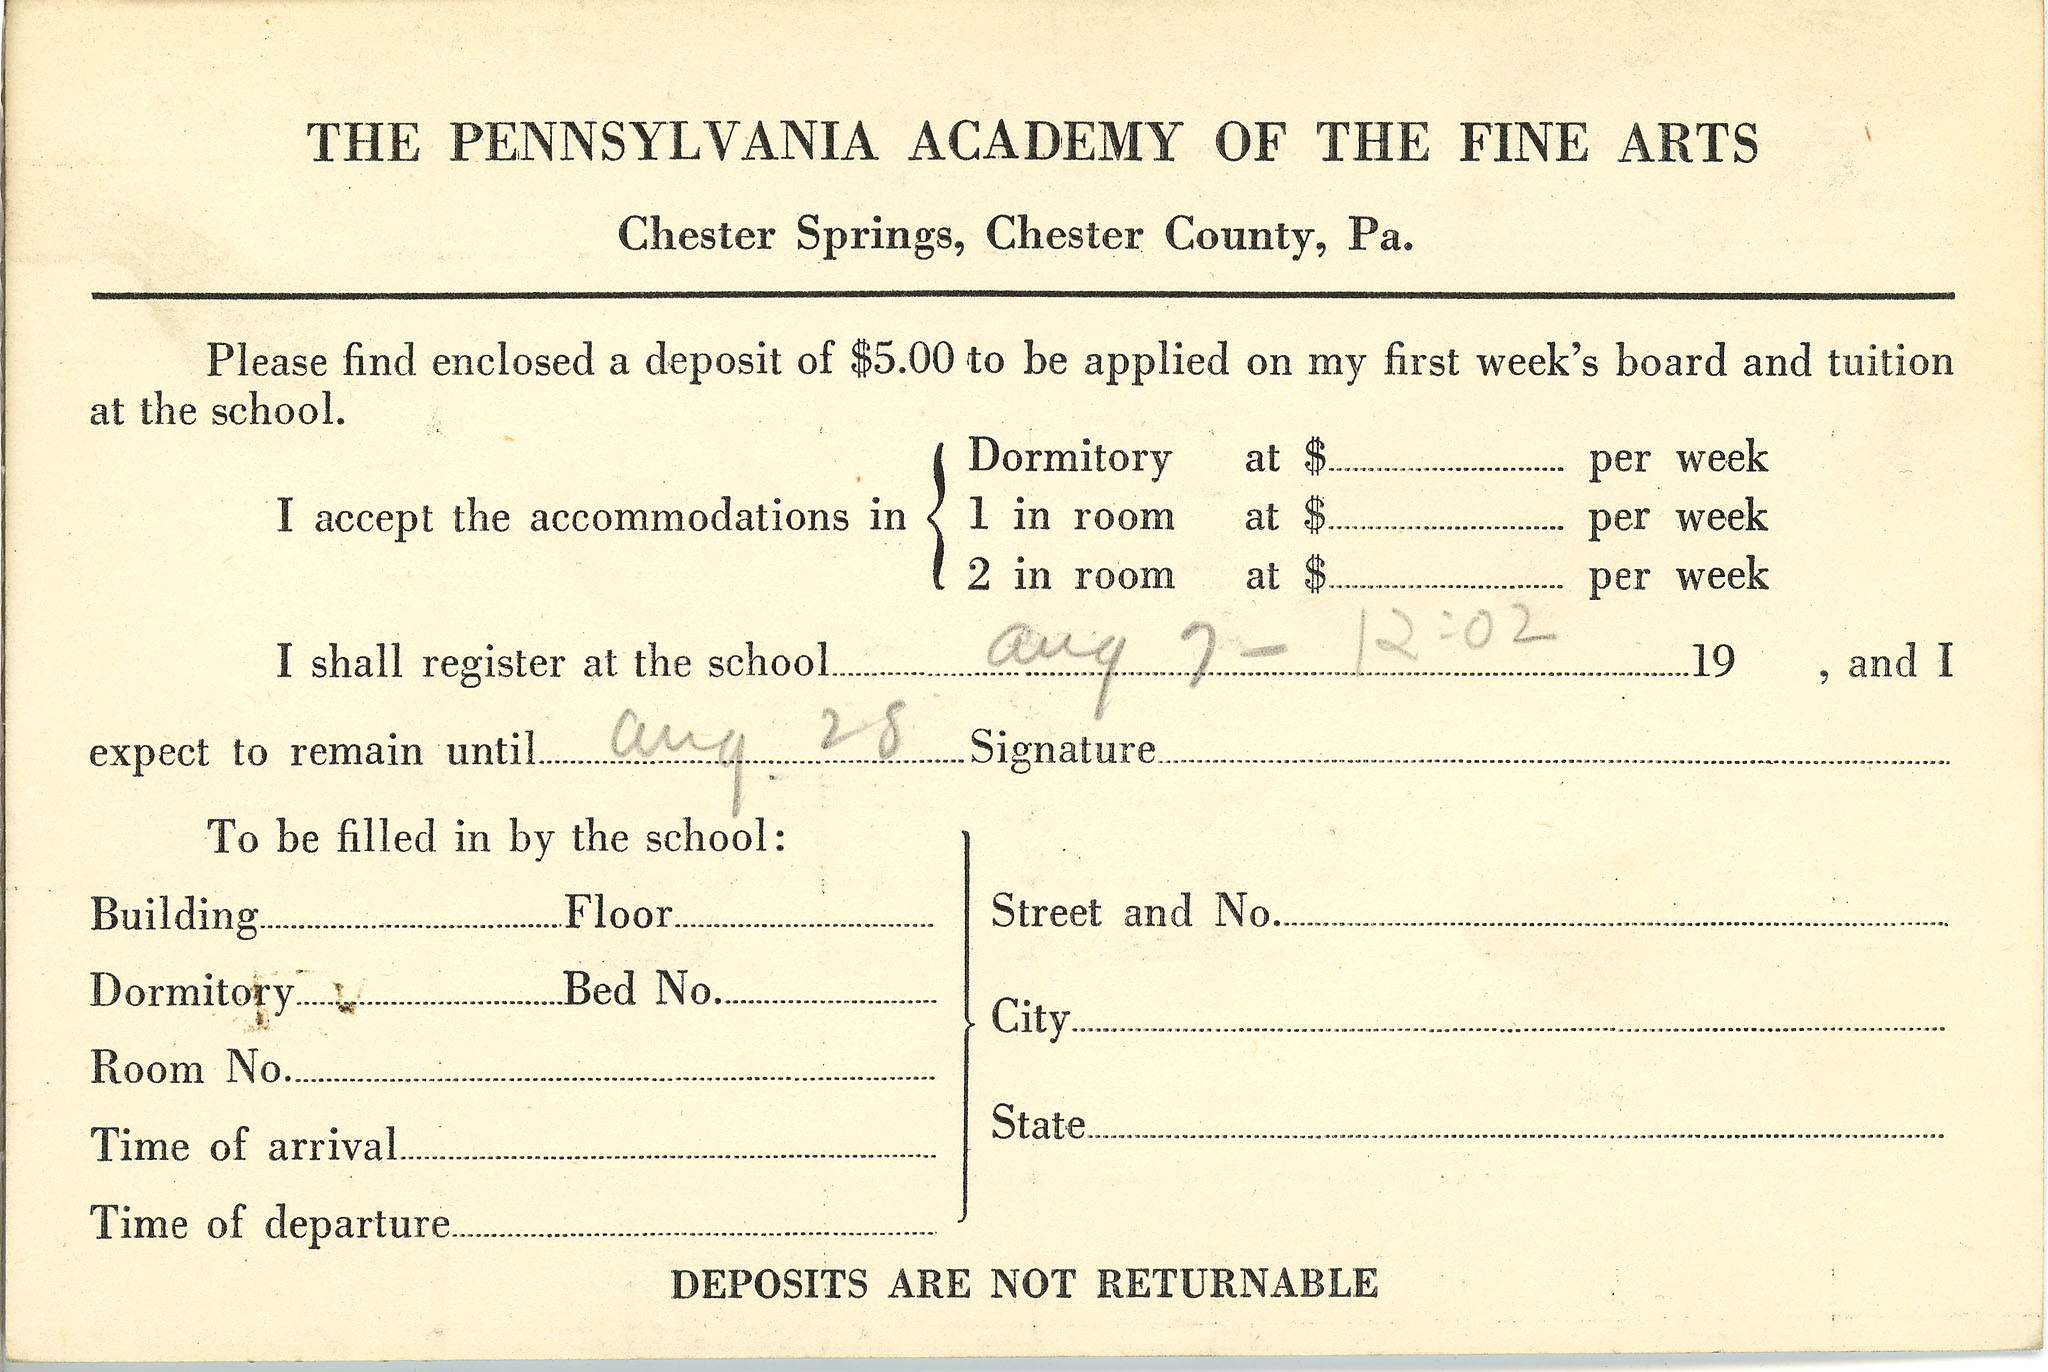 THE PENNSYLVANIA ACADEMY OF THE FINE ARTS
Chester Springs, Chester County, Pa.
Please find enclosed a deposit of $5.00 to be applied on my first week's board and tuition
at the school.
I accept the accommodations in
Dormitory at $ per week
1 in room at $ per week
2 in room at $ per week
I shall register at the school aug 7 - 12:02 19 , and I
expect to remain until aug. 28 Signature
To be filled in by the school:
Building Floor
Dormitory Bed No.
Room No.
Time of arrival
Time of departure
Street and No.
City
State
DEPOSITS ARE NOT RETURNABLE